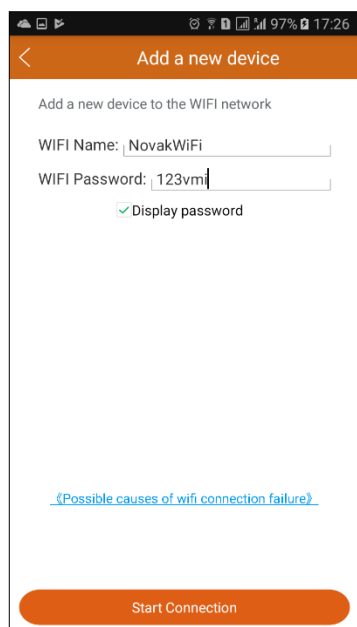 97% 17:26
Add a new device
Add a new device to the WIFI network
WIFI Name: NovakWiFi
WIFI Password: 123vmi
Display password
《Possible causes of wifi connection failure》
Start Connection